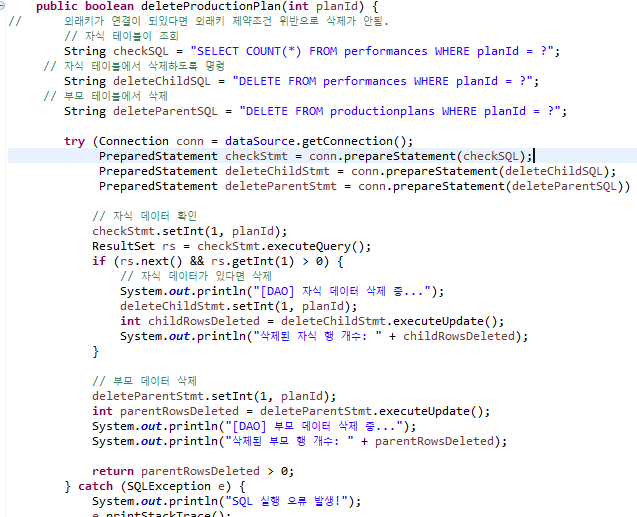 public boolean deleteProductionPlan(int planId) {
// 외래키가 연결이 되있다면 외래키 제약조건 위반으로 삭제가 안됨.
// 자식 테이블이 조회
String checkSQL = "SELECT COUNT(*) FROM performances WHERE planId = ?";
// 자식 테이블에서 삭제하도록 명령
String deleteChildSQL = "DELETE FROM performances WHERE planId = ?";
// 부모 테이블에서 삭제
String deleteParentSQL = "DELETE FROM productionplans WHERE planId = ?";
try (Connection conn = dataSource.getConnection();
PreparedStatement checkStmt = conn.prepareStatement(checkSQL);
PreparedStatement deleteChildStmt = conn.prepareStatement(deleteChildSQL);
PreparedStatement deleteParentStmt = conn.prepareStatement(deleteParentSQL))
// 자식 데이터 확인
checkStmt.setInt(1, planId);
ResultSet rs = checkStmt.executeQuery();
if (rs.next() && rs.getInt(1) > 0) {
// 자식 데이터가 있다면 삭제
System.out.println("[DAO] 자식 데이터 삭제 중...");
deleteChildStmt.setInt(1, planId);
int childRowsDeleted = deleteChildStmt.executeUpdate();
System.out.println("삭제된 자식 행 개수: " + childRowsDeleted);
}
// 부모 데이터 삭제
deleteParentStmt.setInt(1, planId);
int parentRowsDeleted = deleteParentStmt.executeUpdate();
System.out.println("[DAO] 부모 데이터 삭제 중...");
System.out.println("삭제된 부모 행 개수: " + parentRowsDeleted);
return parentRowsDeleted > 0;
} catch (SQLException e) {
System.out.println("SQL 실행 오류 발생!");
e.printStackTrace();